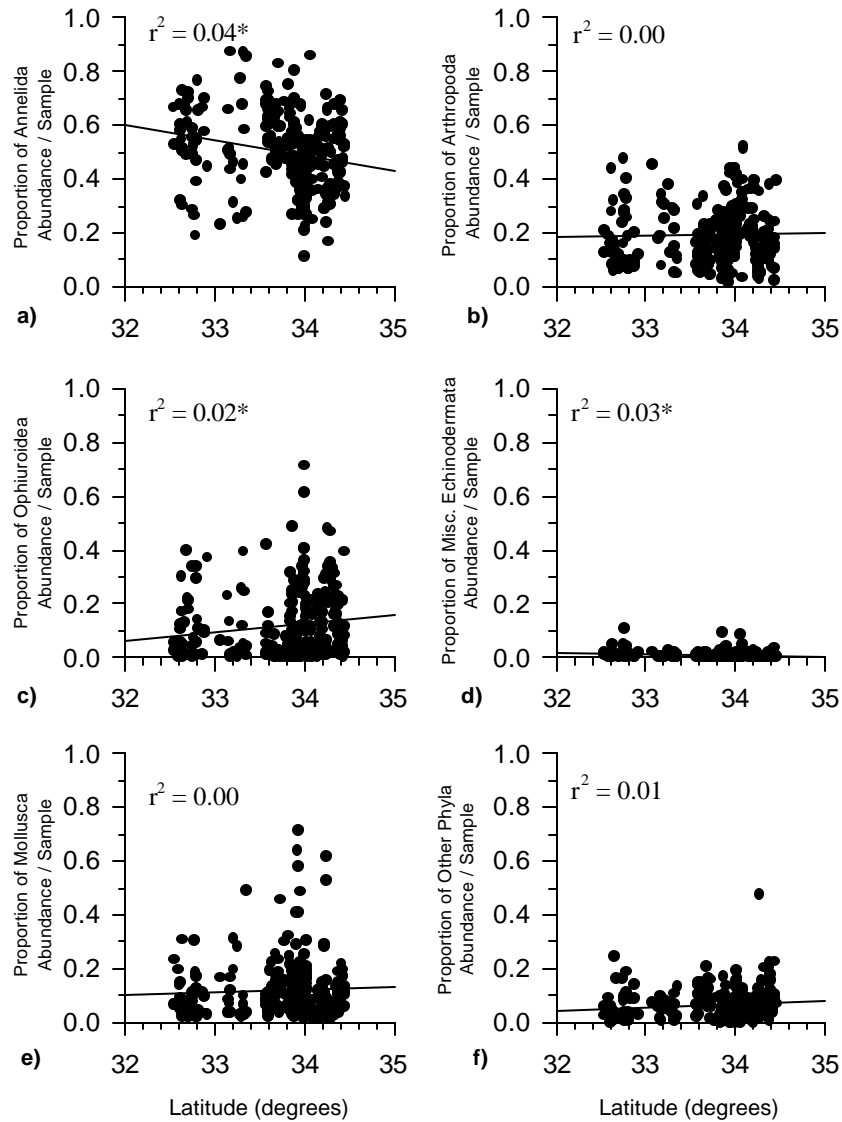 r² = 0.04*
Proportion of Annelida
Abundance / Sample
1.0
0.8
0.6
0.4
0.2
0.0
32
33
34
35
a)
r² = 0.00
Proportion of Arthropoda
Abundance / Sample
1.0
0.8
0.6
0.4
0.2
0.0
32
33
34
35
b)
r² = 0.02*
Proportion of Ophiuroidea
Abundance / Sample
1.0
0.8
0.6
0.4
0.2
0.0
32
33
34
35
c)
r² = 0.03*
Proportion of Misc. Echinodermata
Abundance / Sample
1.0
0.8
0.6
0.4
0.2
0.0
32
33
34
35
d)
r² = 0.00
Proportion of Mollusca
Abundance / Sample
1.0
0.8
0.6
0.4
0.2
0.0
32
33
34
35
e)
Latitude (degrees)
r² = 0.01
Proportion of Other Phyla
Abundance / Sample
1.0
0.8
0.6
0.4
0.2
0.0
32
33
34
35
f)
Latitude (degrees)